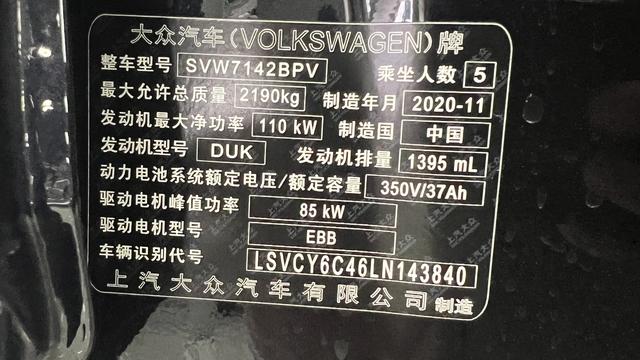 大众汽车(VOLKSWAGEN)牌
整车型号 SVW7142BPV 乘坐人数 5
最大允许总质量 2190kg 制造年月 2020-11
发动机最大净功率 110 kW 制造国 中国
发动机型号 DUK 发动机排量 1395 mL
动力电池系统额定电压/额定容量 350V/37Ah
驱动电机峰值功率 85 kW
驱动电机型号 EBB
车辆识别代号 LSVCY6C46LN143840
上汽大众汽车有限公司 制造